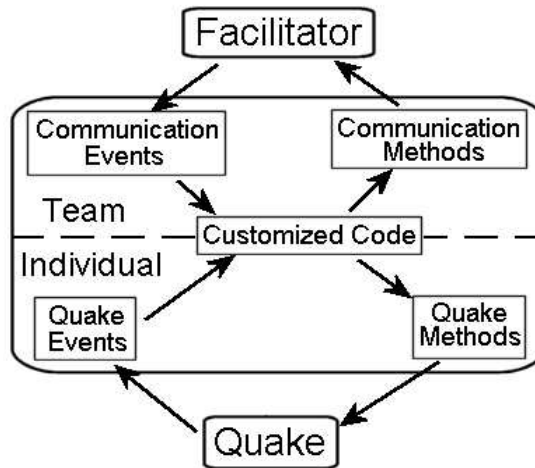 Facilitator
Communication
Events
Communication
Methods
Team
Customized Code
Individual
Quake
Events
Quake
Methods
Quake